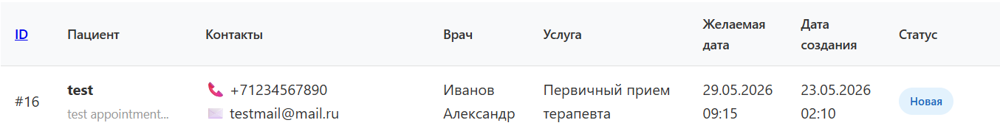 ID Пациент Контакты Врач Услуга Желаемая дата Дата создания Статус
#16
test
test appointment...
+71234567890
testmail@mail.ru
Иванов
Александр
Первичный прием
терапевта
29.05.2026
09:15
23.05.2026
02:10
Новая